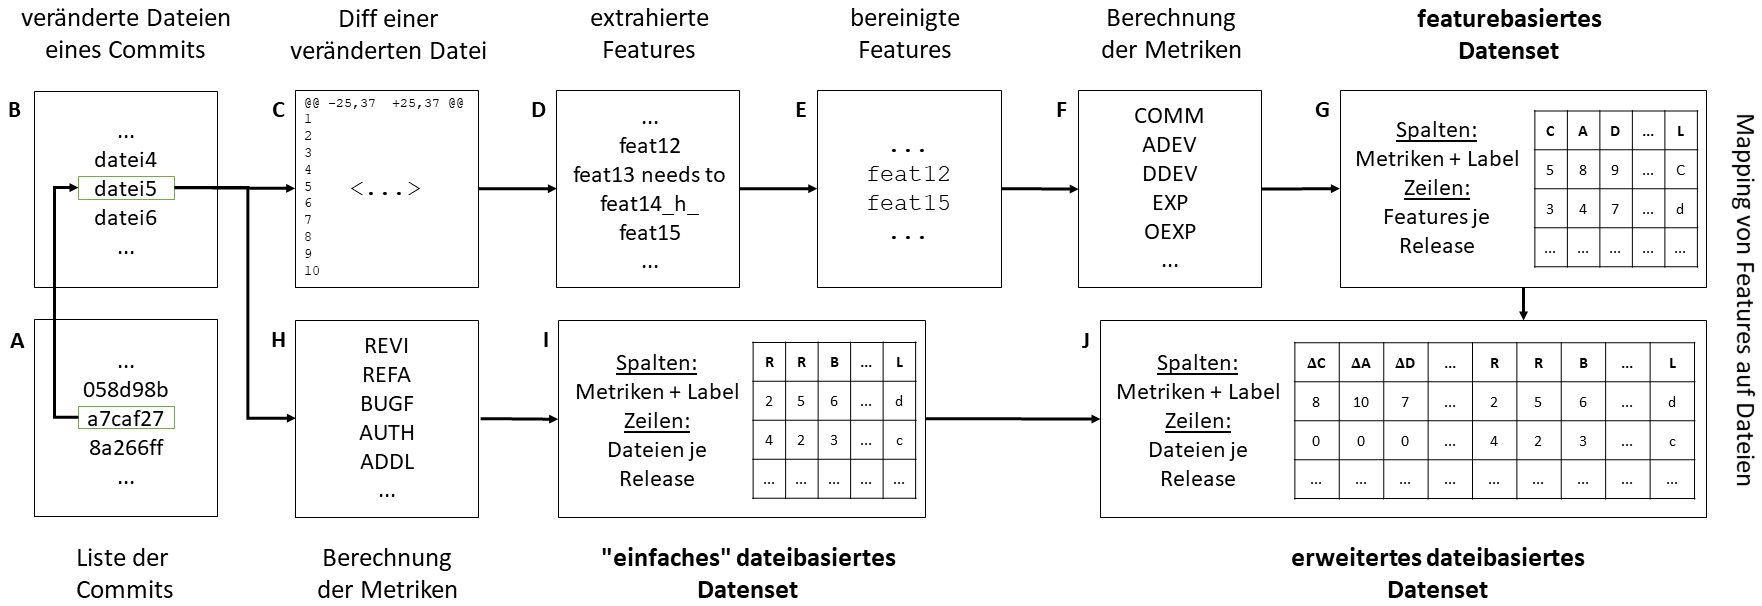 veränderte Dateien
eines Commits
Diff einer
veränderten Datei
extrahierte
Features
bereinigte
Features
Berechnung
der Metriken
featurebasiertes
Datenset
B
...
datei4
datei5
datei6
...
C
@@ -25,37 +25,37 @@
1
2
3
4
5
6
7
8
9
10
<...>
D
...
feat12
feat13 needs to
feat14_h_
feat15
...
E
...
feat12
feat15
...
F
COMM
ADEV
DDEV
EXP
OEXP
...
G
Spalten:
Metriken + Label
Zeilen:
Features je
Release
C A D ... L
5 8 9 ... C
3 4 7 ... d
... ... ... ... ...
Mapping von Features auf Dateien
A
...
058d98b
a7caf27
8a266ff
...
H
REVI
REFA
BUGF
AUTH
ADDL
...
I
Spalten:
Metriken + Label
Zeilen:
Dateien je
Release
R R B ... L
2 5 6 ... d
4 2 3 ... c
... ... ... ... ...
J
Spalten:
Metriken + Label
Zeilen:
Dateien je
Release
ΔC ΔA ΔD ... R R B ... L
8 10 7 ... 2 5 6 ... d
0 0 0 ... 4 2 3 ... c
... ... ... ... ... ... ... ... ...
Liste der
Commits
Berechnung
der Metriken
"einfaches" dateibasiertes
Datenset
erweitertes dateibasiertes
Datenset